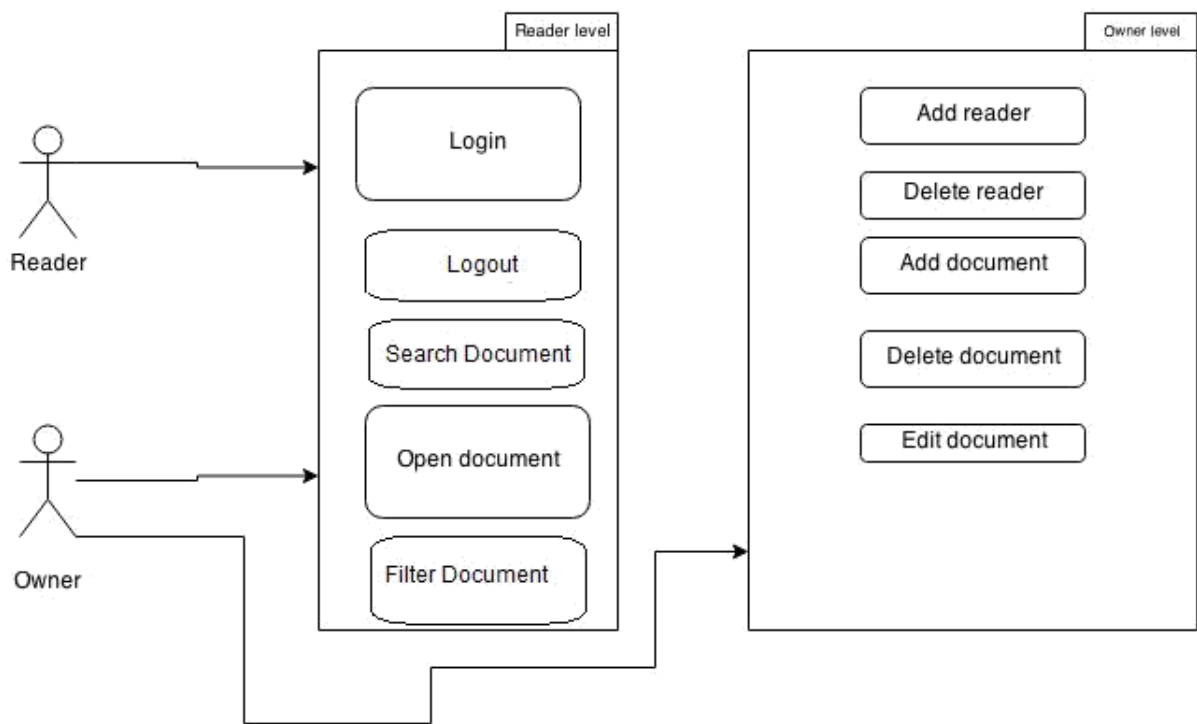 Reader level
Owner level
Login
Add reader
Delete reader
Reader
Logout
Add document
Search Document
Delete document
Open document
Edit document
Owner
Filter Document